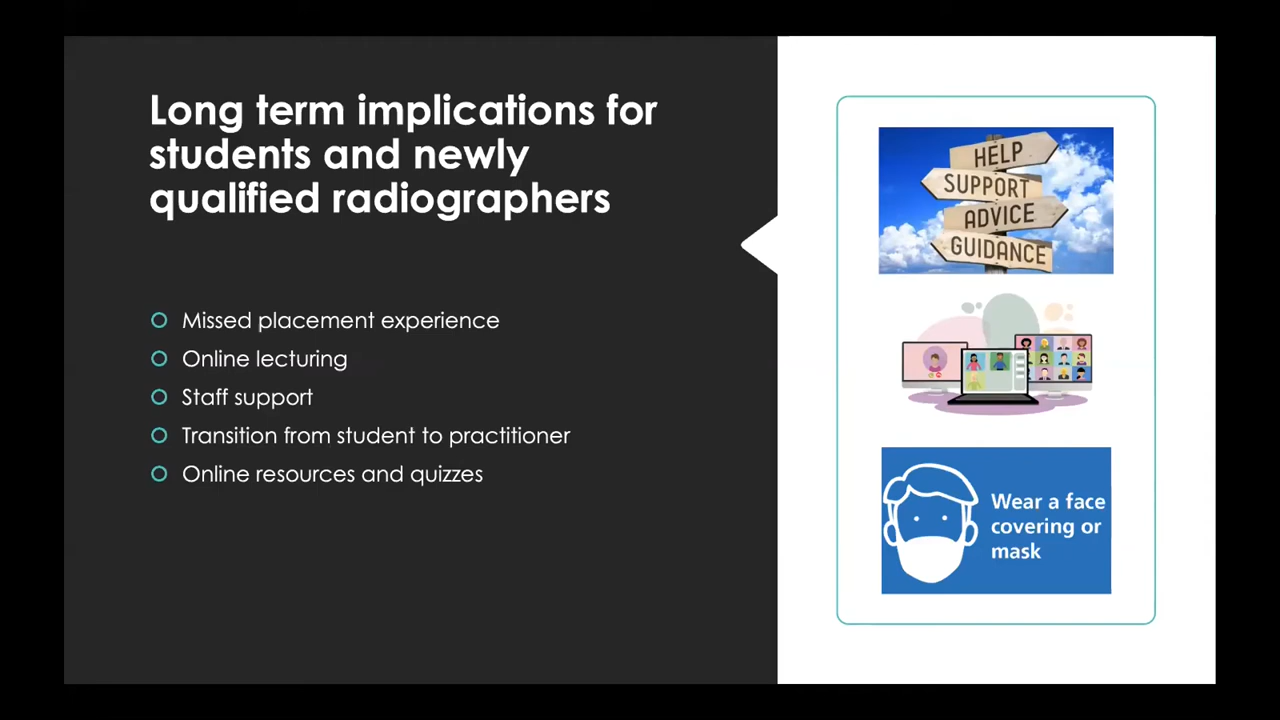 Long term implications for
students and newly
qualified radiographers
Missed placement experience
Online lecturing
Staff support
Transition from student to practitioner
Online resources and quizzes
HELP
SUPPORT
ADVICE
GUIDANCE
Wear a face
covering or
mask